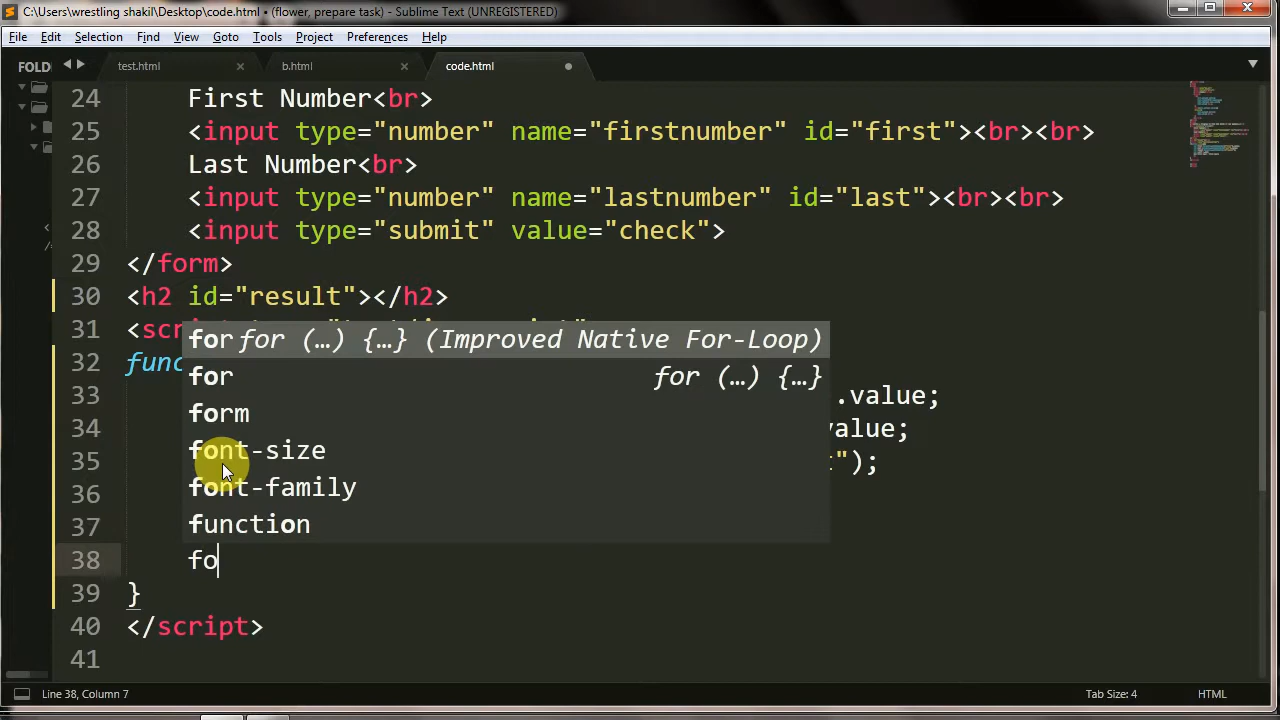 C:\Users\wrestling shakil\Desktop\code.html • (flower, prepare task) - Sublime Text (UNREGISTERED)
File Edit Selection Find View Goto Tools Project Preferences Help
FOLD
test.html × b.html × code.html
24 First Number<br>
25 <input type="number" name="firstnumber" id="first"><br><br>
26 Last Number<br>
27 <input type="number" name="lastnumber" id="last"><br><br>
28 <input type="submit" value="check">
29 </form>
30 <h2 id="result"></h2>
31 <scr
for for (…) {…} (Improved Native For-Loop)
32 func
for for (…) {…}
33 .value;
form
34 value;
font-size
35 t");
font-family
36
function
37
38 fo
39 }
40 </script>
41
Line 38, Column 7 Tab Size: 4 HTML